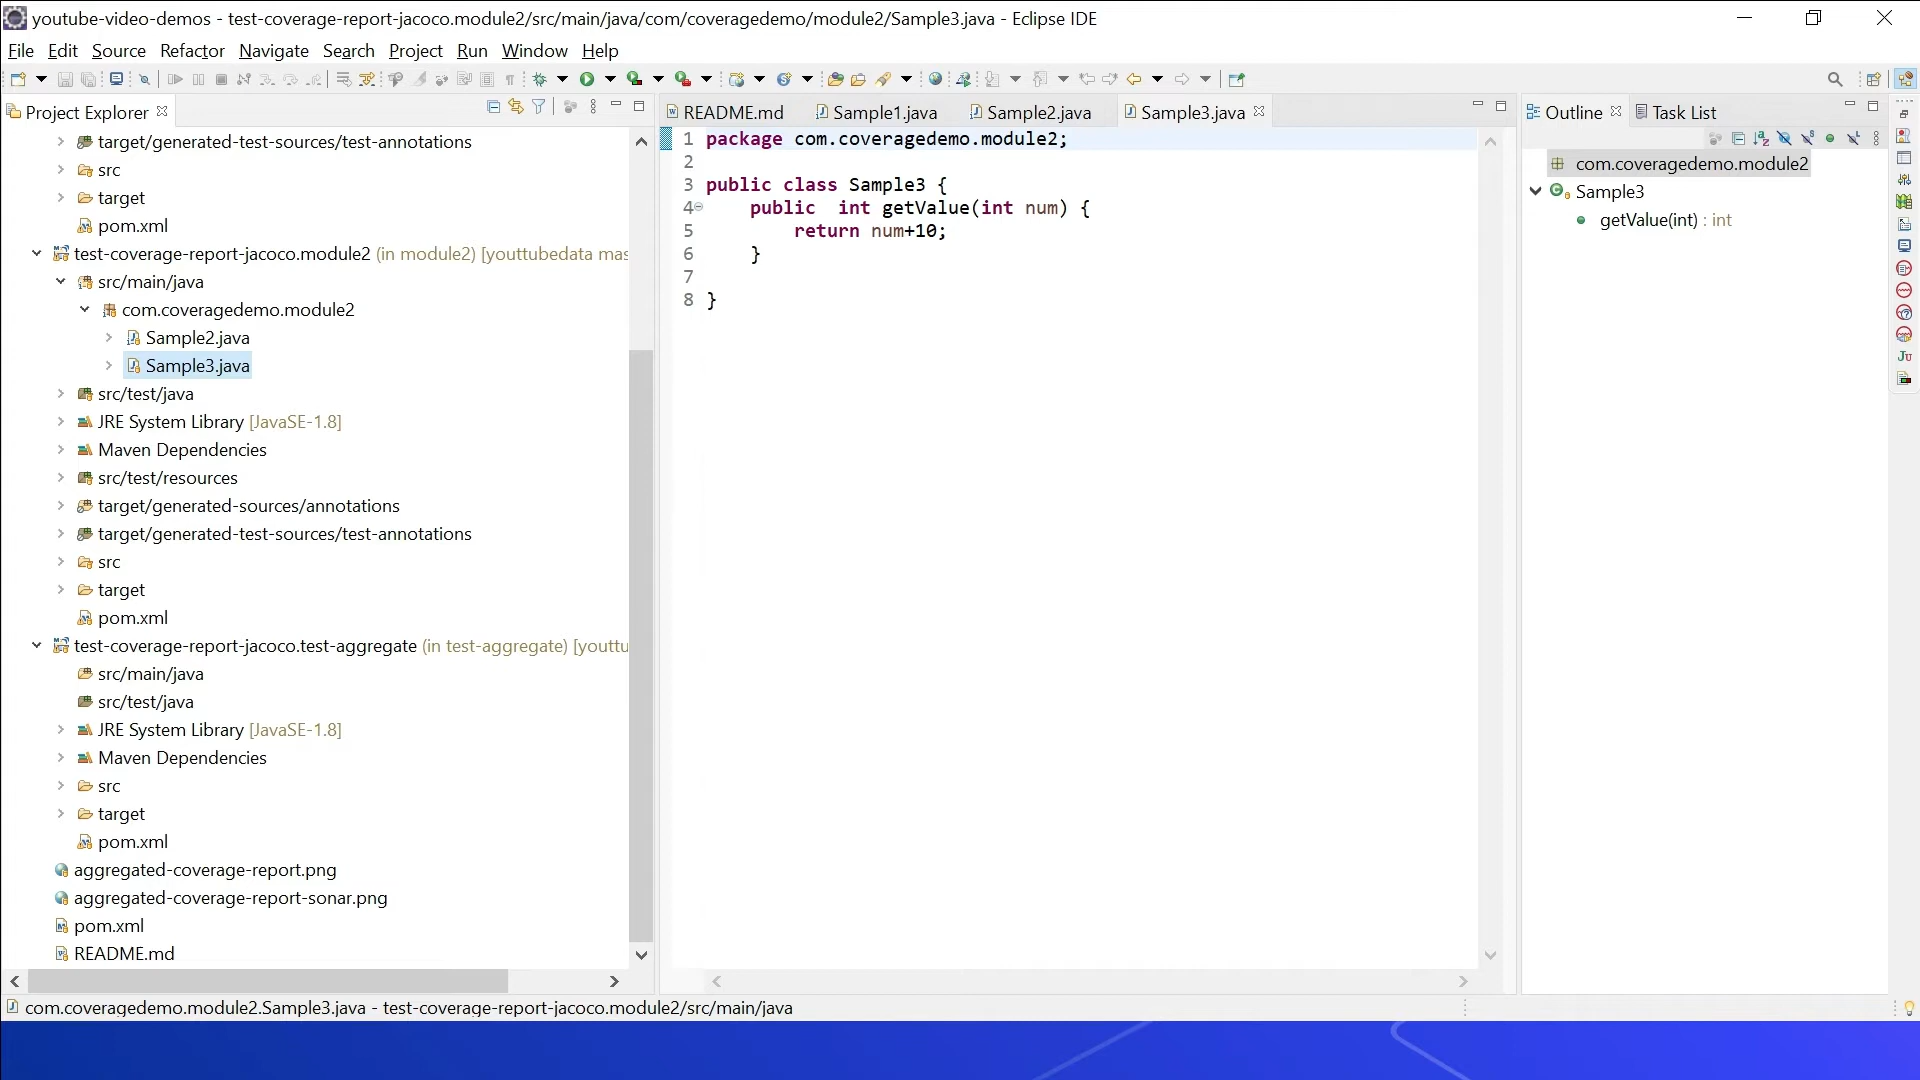 youtube-video-demos - test-coverage-report-jacoco.module2/src/main/java/com/coveragedemo/module2/Sample3.java - Eclipse IDE
File Edit Source Refactor Navigate Search Project Run Window Help
Project Explorer
target/generated-test-sources/test-annotations
src
target
pom.xml
test-coverage-report-jacoco.module2 (in module2) [youttubedata mas
src/main/java
com.coveragedemo.module2
Sample2.java
Sample3.java
src/test/java
JRE System Library [JavaSE-1.8]
Maven Dependencies
src/test/resources
target/generated-sources/annotations
target/generated-test-sources/test-annotations
src
target
pom.xml
test-coverage-report-jacoco.test-aggregate (in test-aggregate) [youttu
src/main/java
src/test/java
JRE System Library [JavaSE-1.8]
Maven Dependencies
src
target
pom.xml
aggregated-coverage-report.png
aggregated-coverage-report-sonar.png
pom.xml
README.md
README.md Sample1.java Sample2.java Sample3.java
1 package com.coveragedemo.module2;
2
3 public class Sample3 {
4 public  int getValue(int num) {
5 return num+10;
6 }
7
8 }
Outline Task List
com.coveragedemo.module2
Sample3
getValue(int) : int
com.coveragedemo.module2.Sample3.java - test-coverage-report-jacoco.module2/src/main/java